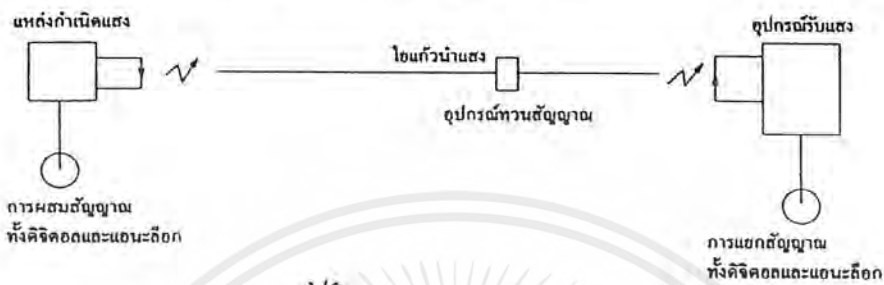 แหล่งกำเนิดแสง
อุปกรณ์รับแสง
ใยแก้วนำแสง
อุปกรณ์ทวนสัญญาณ
การผสมสัญญาณ
ทั้งดิจิตอลและแอนะล็อก
การแยกสัญญาณ
ทั้งดิจิตอลและแอนะล็อก